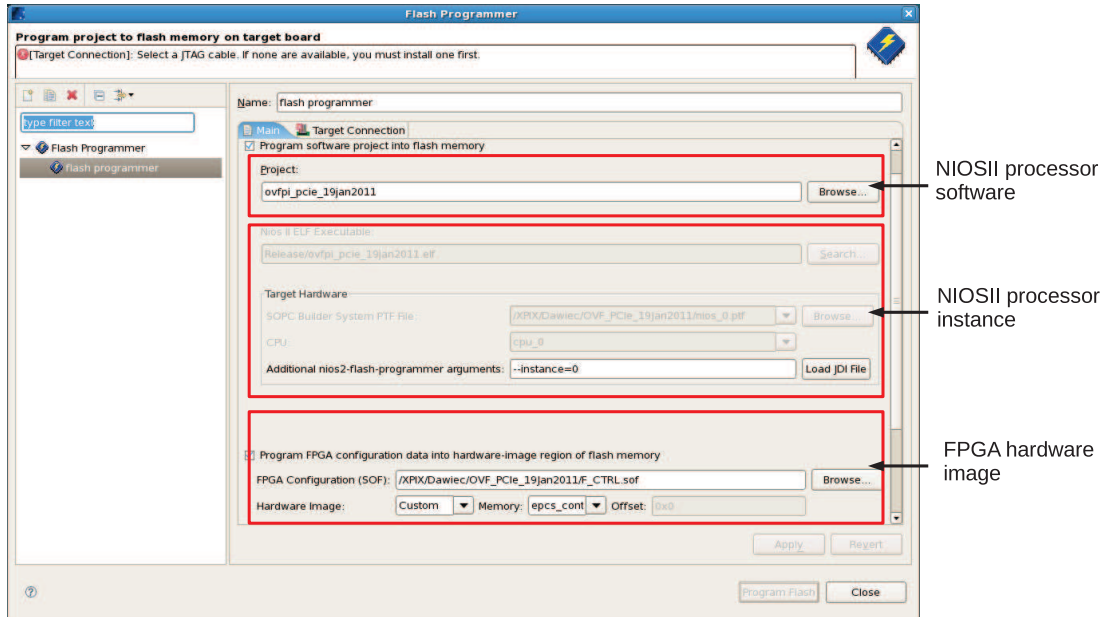 Flash Programmer
Program project to flash memory on target board
[Target Connection]: Select a JTAG cable. If none are available, you must install one first.
type filter text
Flash Programmer
flash programmer
Name: flash programmer
Main Target Connection
Program software project into flash memory
Project:
ovfpi_pcie_19jan2011 Browse...
NIOSII processor
software
Nios II ELF Executable:
Release/ovfpi_pcie_19jan2011.elf Search...
Target Hardware
SOPC Builder System PTF File: /XPIX/Dawiec/OVF_PCIe_19Jan2011/nios_0.ptf Browse...
NIOSII processor
instance
CPU: cpu_0
Additional nios2-flash-programmer arguments: --instance=0 Load JDI File
Program FPGA configuration data into hardware-image region of flash memory
FPGA Configuration (SOF): /XPIX/Dawiec/OVF_PCIe_19Jan2011/F_CTRL.sof Browse...
FPGA hardware
image
Hardware Image: Custom Memory: epcs_cont Offset: 0x0
Apply Revert
? Program Flash Close